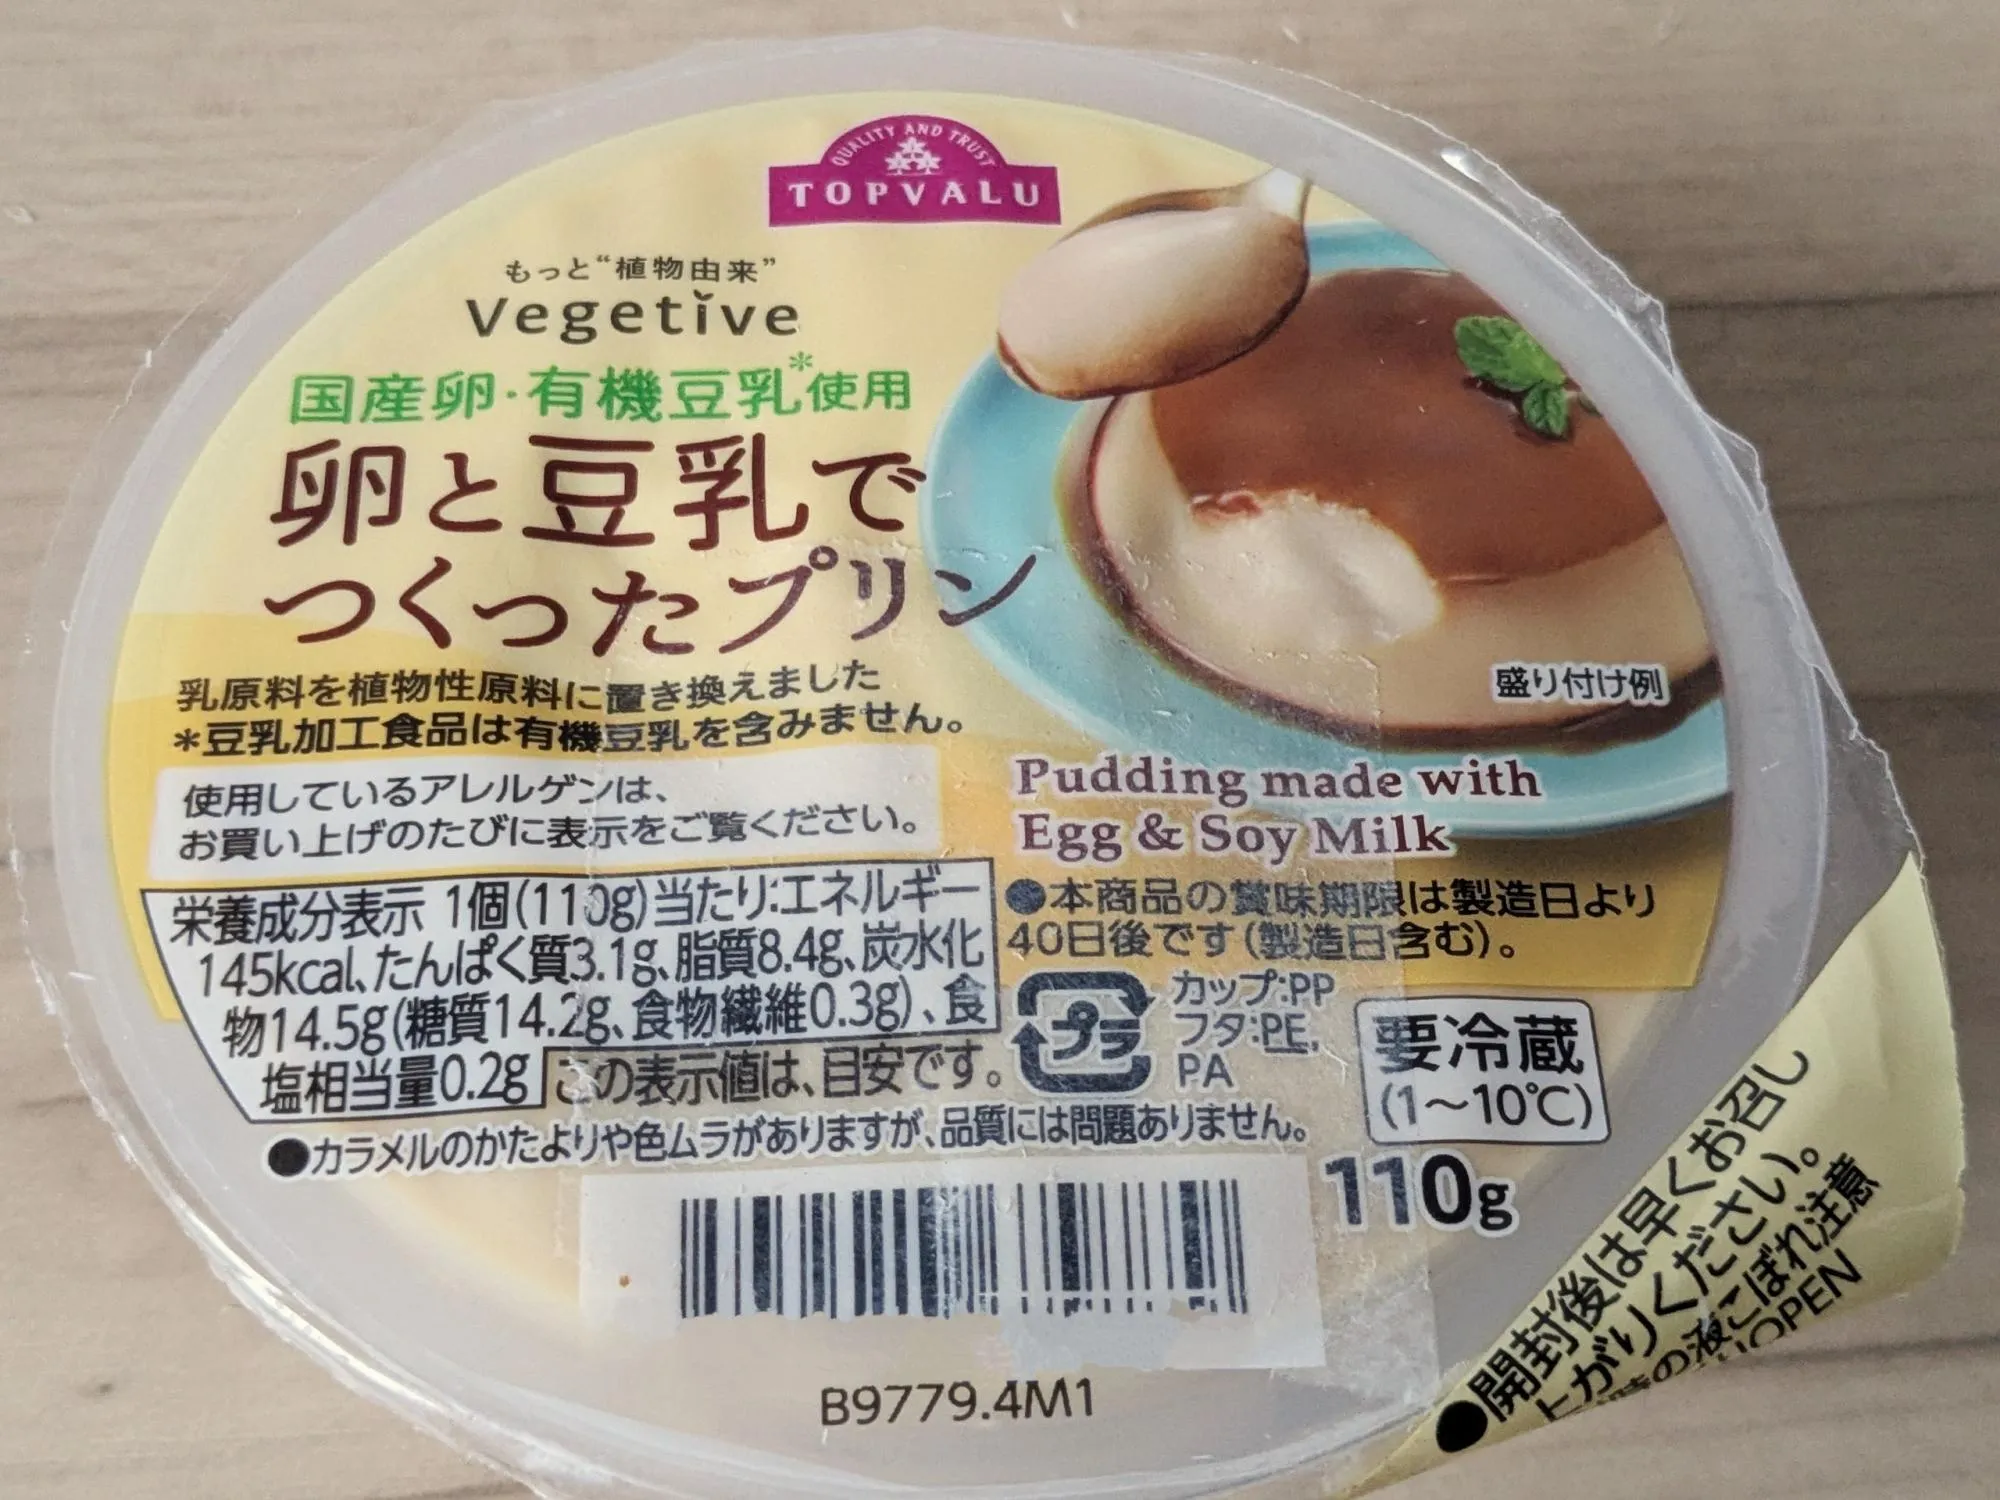 QUALITY AND TRUST
TOPVALU
もっと“植物由来”
Vegetive
国産卵・有機豆乳*使用
卵と豆乳で
つくったプリン
乳原料を植物性原料に置き換えました
*豆乳加工食品は有機豆乳を含みません。
盛り付け例
使用しているアレルゲンは、
お買い上げのたびに表示をご覧ください。
Pudding made with
Egg & Soy Milk
栄養成分表示 1個(110g)当たり:エネルギー
145kcal、たんぱく質3.1g、脂質8.4g、炭水化
物14.5g(糖質14.2g、食物繊維0.3g)、食
塩相当量0.2g この表示値は、目安です。
●本商品の賞味期限は製造日より
40日後です(製造日含む)。
プラ
カップ:PP
フタ:PE,
PA
要冷蔵
(1〜10℃)
●カラメルのかたよりや色ムラがありますが、品質には問題ありません。
110g
B9779.4M1
●開封後は早くお召し
上がりください。
時の液こぼれ注意
OPEN